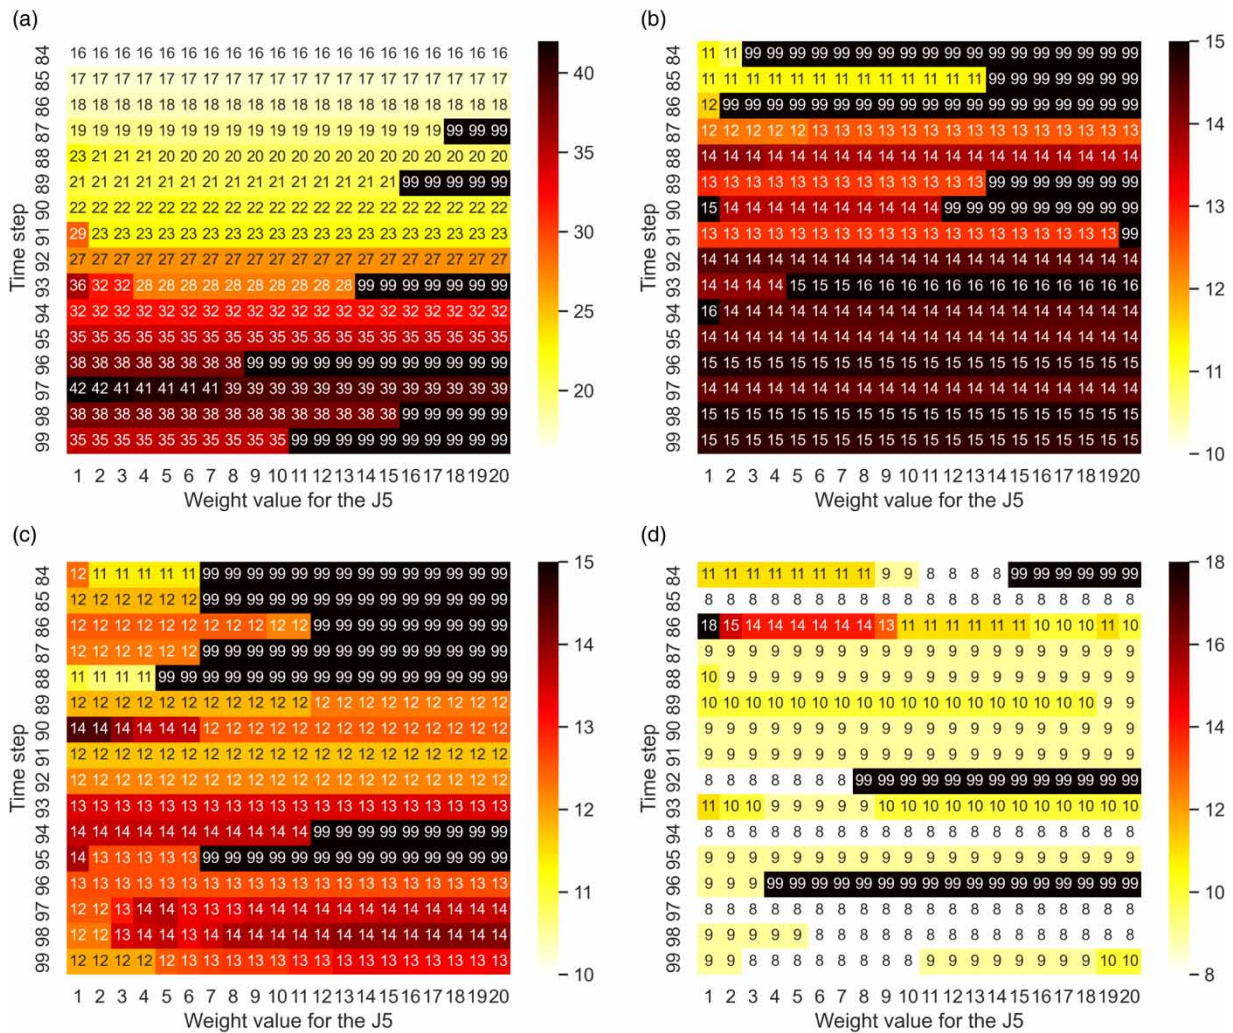 (a)
84 16 16 16 16 16 16 16 16 16 16 16 16 16 16 16 16 16 16 16 16
85 17 17 17 17 17 17 17 17 17 17 17 17 17 17 17 17 17 17 17 17
86 18 18 18 18 18 18 18 18 18 18 18 18 18 18 18 18 18 18 18 18
87 19 19 19 19 19 19 19 19 19 19 19 19 19 19 19 19 19 99 99 99
88 23 21 21 21 20 20 20 20 20 20 20 20 20 20 20 20 20 20 20 20
89 21 21 21 21 21 21 21 21 21 21 21 21 21 21 21 99 99 99 99 99
90 22 22 22 22 22 22 22 22 22 22 22 22 22 22 22 22 22 22 22 22
91 29 23 23 23 23 23 23 23 23 23 23 23 23 23 23 23 23 23 23 23
92 27 27 27 27 27 27 27 27 27 27 27 27 27 27 27 27 27 27 27 27
93 36 32 32 28 28 28 28 28 28 28 28 28 28 99 99 99 99 99 99 99
94 32 32 32 32 32 32 32 32 32 32 32 32 32 32 32 32 32 32 32 32
95 35 35 35 35 35 35 35 35 35 35 35 35 35 35 35 35 35 35 35 35
96 38 38 38 38 38 38 38 38 99 99 99 99 99 99 99 99 99 99 99 99
97 42 42 41 41 41 41 41 39 39 39 39 39 39 39 39 39 39 39 39 39
98 38 38 38 38 38 38 38 38 38 38 38 38 38 38 38 99 99 99 99 99
99 35 35 35 35 35 35 35 35 35 35 99 99 99 99 99 99 99 99 99 99
1 2 3 4 5 6 7 8 9 10 11 12 13 14 15 16 17 18 19 20
Weight value for the J5
Time step
40
35
30
25
20
(b)
84 11 11 99 99 99 99 99 99 99 99 99 99 99 99 99 99 99 99 99 99
85 11 11 11 11 11 11 11 11 11 11 11 11 11 99 99 99 99 99 99 99
86 12 99 99 99 99 99 99 99 99 99 99 99 99 99 99 99 99 99 99 99
87 12 12 12 12 12 13 13 13 13 13 13 13 13 13 13 13 13 13 13 13
88 14 14 14 14 14 14 14 14 14 14 14 14 14 14 14 14 14 14 14 14
89 13 13 13 13 13 13 13 13 13 13 13 13 13 99 99 99 99 99 99 99
90 15 14 14 14 14 14 14 14 14 14 14 99 99 99 99 99 99 99 99 99
91 13 13 13 13 13 13 13 13 13 13 13 13 13 13 13 13 13 13 13 99
92 14 14 14 14 14 14 14 14 14 14 14 14 14 14 14 14 14 14 14 14
93 14 14 14 14 15 15 15 16 16 16 16 16 16 16 16 16 16 16 16 16
94 16 14 14 14 14 14 14 14 14 14 14 14 14 14 14 14 14 14 14 14
95 14 14 14 14 14 14 14 14 14 14 14 14 14 14 14 14 14 14 14 14
96 15 15 15 15 15 15 15 15 15 15 15 15 15 15 15 15 15 15 15 15
97 14 14 14 14 14 14 14 14 14 14 14 14 14 14 14 14 14 14 14 14
98 15 15 15 15 15 15 15 15 15 15 15 15 15 15 15 15 15 15 15 15
99 15 15 15 15 15 15 15 15 15 15 15 15 15 15 15 15 15 15 15 15
1 2 3 4 5 6 7 8 9 10 11 12 13 14 15 16 17 18 19 20
Weight value for the J5
Time step
15
14
13
12
11
10
(c)
84 12 11 11 11 11 11 99 99 99 99 99 99 99 99 99 99 99 99 99 99
85 12 12 12 12 12 12 99 99 99 99 99 99 99 99 99 99 99 99 99 99
86 12 12 12 12 12 12 12 12 12 12 12 99 99 99 99 99 99 99 99 99
87 12 12 12 12 12 12 99 99 99 99 99 99 99 99 99 99 99 99 99 99
88 11 11 11 11 99 99 99 99 99 99 99 99 99 99 99 99 99 99 99 99
89 12 12 12 12 12 12 12 12 12 12 12 12 12 12 12 12 12 12 12 12
90 14 14 14 14 14 14 12 12 12 12 12 12 12 12 12 12 12 12 12 12
91 12 12 12 12 12 12 12 12 12 12 12 12 12 12 12 12 12 12 12 12
92 12 12 12 12 12 12 12 12 12 12 12 12 12 12 12 12 12 12 12 12
93 13 13 13 13 13 13 13 13 13 13 13 13 13 13 13 13 13 13 13 13
94 14 14 14 14 14 14 14 14 14 14 14 99 99 99 99 99 99 99 99 99
95 14 13 13 13 13 13 99 99 99 99 99 99 99 99 99 99 99 99 99 99
96 13 13 13 13 13 13 13 13 13 13 13 13 13 13 13 13 13 13 13 13
97 12 12 13 14 14 13 13 13 14 14 14 14 14 14 14 14 14 14 14 14
98 12 12 13 14 14 13 14 14 14 14 14 14 14 14 14 14 14 14 14 14
99 12 12 12 12 12 13 13 13 13 13 13 13 13 13 13 13 13 13 13 13
1 2 3 4 5 6 7 8 9 10 11 12 13 14 15 16 17 18 19 20
Weight value for the J5
Time step
15
14
13
12
11
10
(d)
84 11 11 11 11 11 11 11 11 9 9 8 8 8 8 99 99 99 99 99 99
85 8 8 8 8 8 8 8 8 8 8 8 8 8 8 8 8 8 8 8 8
86 18 15 14 14 14 14 14 14 13 11 11 11 11 11 11 10 10 10 11 10
87 9 9 9 9 9 9 9 9 9 9 9 9 9 9 9 9 9 9 9 9
88 10 9 9 9 9 9 9 9 9 9 9 9 9 9 9 9 9 9 9 9
89 10 10 10 10 10 10 10 10 10 10 10 10 10 10 10 10 10 10 9 9
90 9 9 9 9 9 9 9 9 9 9 9 9 9 9 9 9 9 9 9 9
91 9 9 9 9 9 9 9 9 9 9 9 9 9 9 9 9 9 9 9 9
92 8 8 8 8 8 8 8 99 99 99 99 99 99 99 99 99 99 99 99 99
93 11 10 10 9 9 9 9 9 10 10 10 10 10 10 10 10 10 10 10 10
94 8 8 8 8 8 8 8 8 8 8 8 8 8 8 8 8 8 8 8 8
95 9 9 9 9 9 9 9 9 9 9 9 9 9 9 9 9 9 9 9 9
96 9 9 9 99 99 99 99 99 99 99 99 99 99 99 99 99 99 99 99 99
97 8 8 8 8 8 8 8 8 8 8 8 8 8 8 8 8 8 8 8 8
98 9 9 9 9 9 8 8 8 8 8 8 8 8 8 8 8 8 8 8 8
99 9 9 8 8 8 8 8 8 8 8 9 9 9 9 9 9 9 9 10 10
1 2 3 4 5 6 7 8 9 10 11 12 13 14 15 16 17 18 19 20
Weight value for the J5
Time step
18
16
14
12
10
8